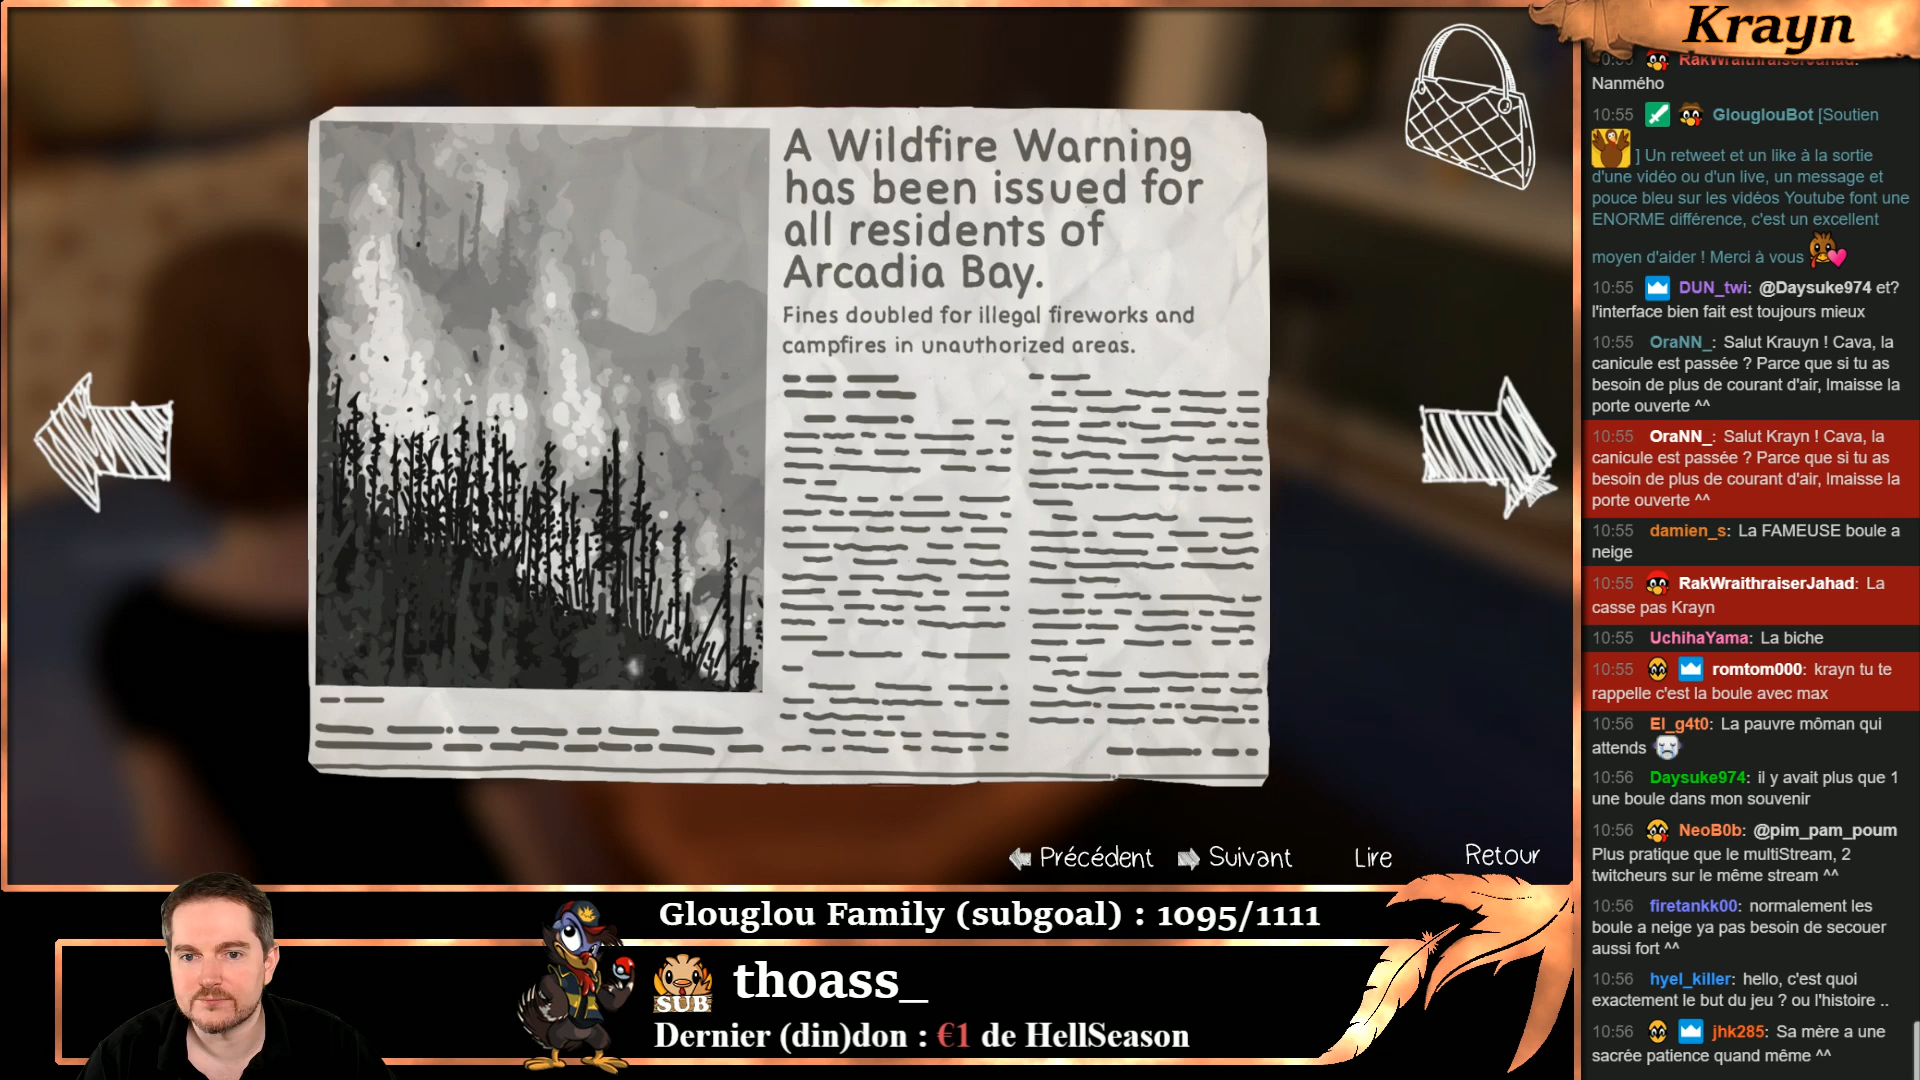 Krayn
Nanmého
10:55 GlouglouBot [Soutien
] Un retweet et un like à la sortie
d'une vidéo ou d'un live, un message et
pouce bleu sur les vidéos Youtube font une
ENORME différence, c'est un excellent
moyen d'aider ! Merci à vous
10:55 DUN_twi: @Daysuke974 et?
l'interface bien fait est toujours mieux
10:55 OraNN_: Salut Krauyn ! Cava, la
canicule est passée ? Parce que si tu as
besoin de plus de courant d'air, lmaisse la
porte ouverte ^^
10:55 OraNN_: Salut Krayn ! Cava, la
canicule est passée ? Parce que si tu as
besoin de plus de courant d'air, lmaisse la
porte ouverte ^^
10:55 damien_s: La FAMEUSE boule a
neige
10:55 RakWraithraiserJahad: La
casse pas Krayn
10:55 UchihaYama: La biche
10:55 romtom000: krayn tu te
rappelle c'est la boule avec max
10:56 El_g4t0: La pauvre môman qui
attends
10:56 Daysuke974: il y avait plus que 1
une boule dans mon souvenir
10:56 NeoB0b: @pim_pam_poum
Plus pratique que le multiStream, 2
twitcheurs sur le même stream ^^
10:56 firetankk00: normalement les
boule a neige ya pas besoin de secouer
aussi fort ^^
10:56 hyel_killer: hello, c'est quoi
exactement le but du jeu ? ou l'histoire ..
10:56 jhk285: Sa mère a une
sacrée patience quand même ^^
A Wildfire Warning
has been issued for
all residents of
Arcadia Bay.
Fines doubled for illegal fireworks and
campfires in unauthorized areas.
Précédent Suivant Lire Retour
Glouglou Family (subgoal) : 1095/1111
SUB thoass_
Dernier (din)don : €1 de HellSeason